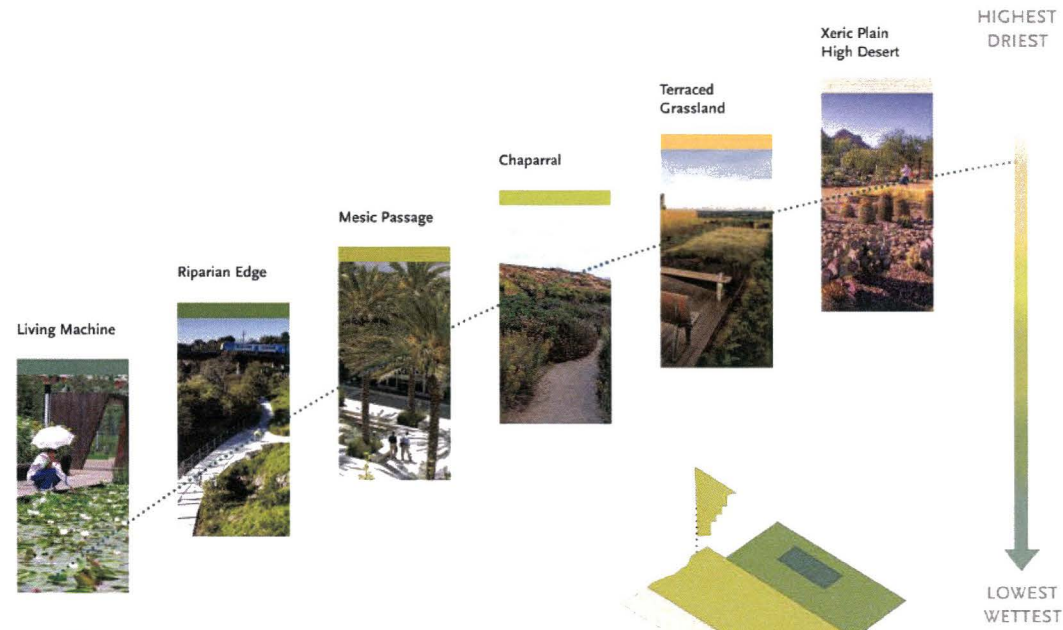 HIGHEST
DRIEST
Xeric Plain
High Desert
Terraced
Grassland
Chaparral
Mesic Passage
Riparian Edge
Living Machine
LOWEST
WETTEST